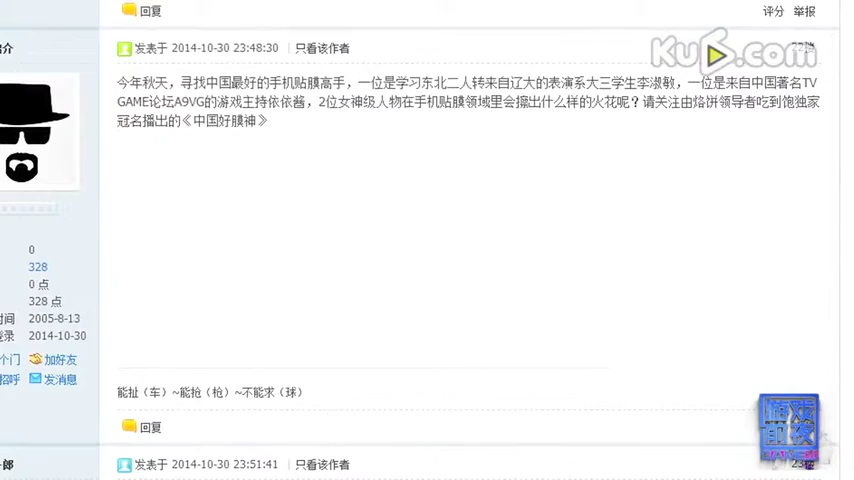 回复
评分 举报
介
发表于 2014-10-30 23:48:30 | 只看该作者
Ku6.com
今年秋天，寻找中国最好的手机贴膜高手，一位是学习东北二人转来自辽大的表演系大三学生李淑敏，一位是来自中国著名TV
GAME论坛A9VG的游戏主持依依酱，2位女神级人物在手机贴膜领域里会擦出什么样的火花呢？请关注由烙饼领导者吃到饱独家
冠名播出的《中国好膜神》
0
328
0 点
328 点
时间 2005-8-13
登录 2014-10-30
个门 加好友
招呼 发消息
能扯（车）~能抢（枪）~不能求（球）
回复
郎
发表于 2014-10-30 23:51:41 | 只看该作者